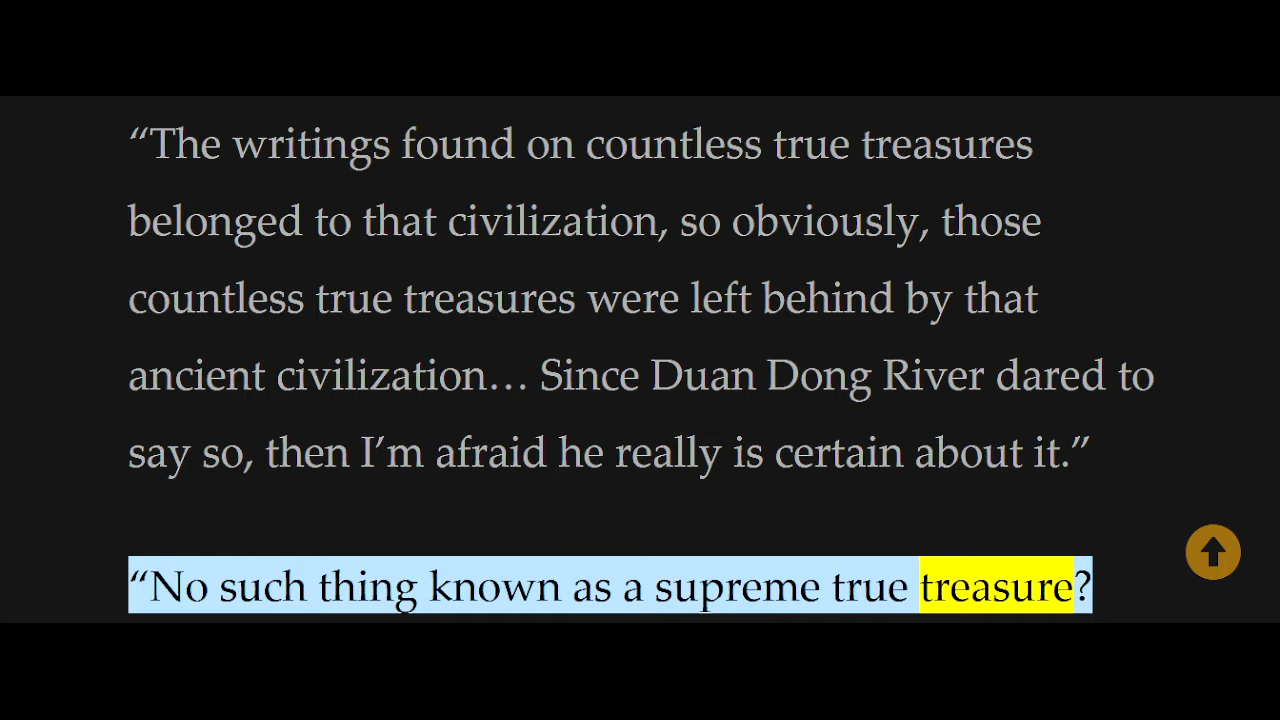 “The writings found on countless true treasures
belonged to that civilization, so obviously, those
countless true treasures were left behind by that
ancient civilization… Since Duan Dong River dared to
say so, then I’m afraid he really is certain about it.”
“No such thing known as a supreme true treasure?